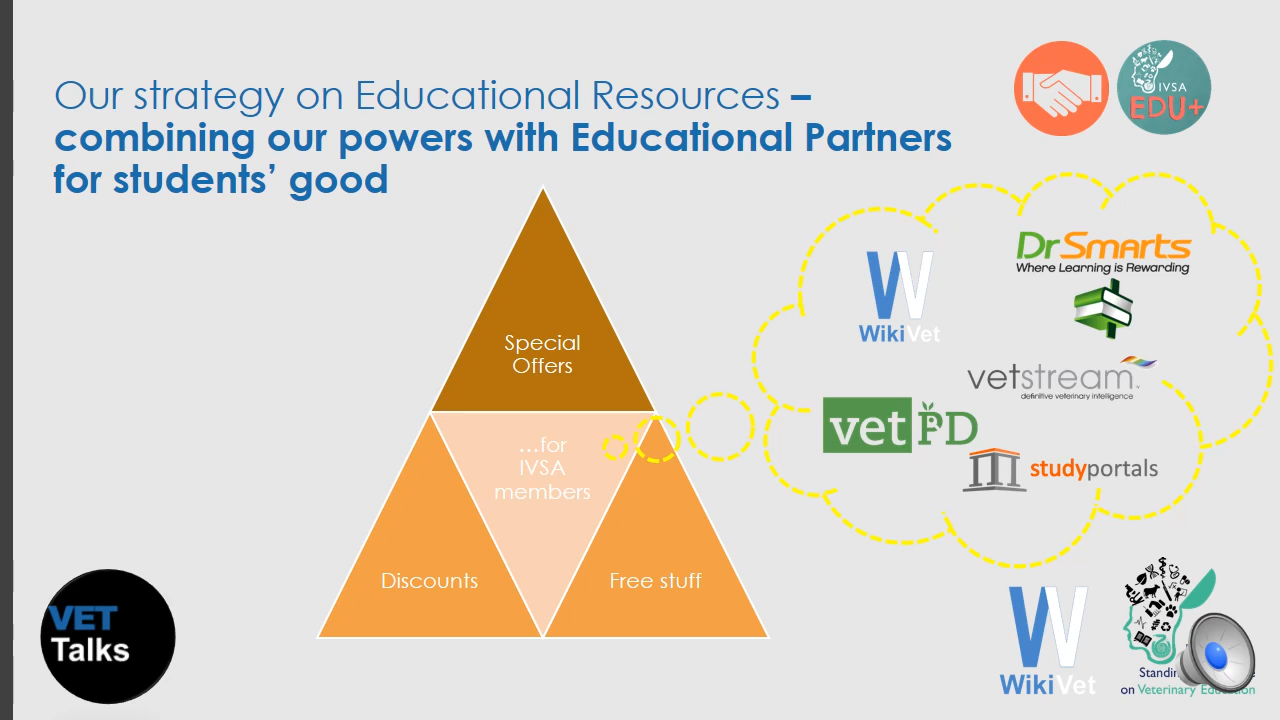 Our strategy on Educational Resources –
combining our powers with Educational Partners
for students’ good
IVSA
EDU+
Special
Offers
…for
IVSA
members
Discounts
Free stuff
WikiVet
DrSmarts
Where Learning is Rewarding
vetstream
definitive veterinary intelligence
vetPD
studyportals
VET
Talks
WikiVet
on Veterinary Education